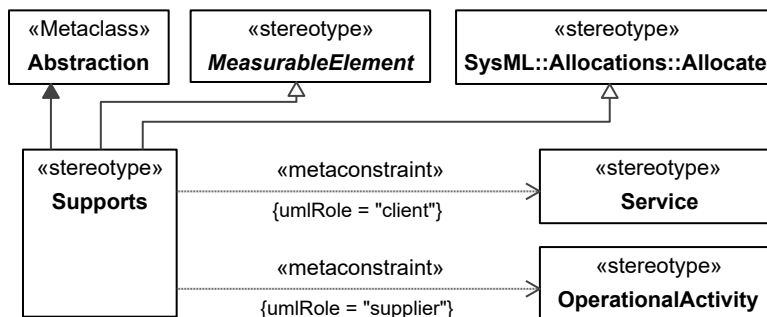 «Metaclass»
Abstraction
«stereotype»
MeasurableElement
«stereotype»
SysML::Allocations::Allocate
«stereotype»
Supports
«metaconstraint»
{umlRole = "client"}
«stereotype»
Service
«metaconstraint»
{umlRole = "supplier"}
«stereotype»
OperationalActivity